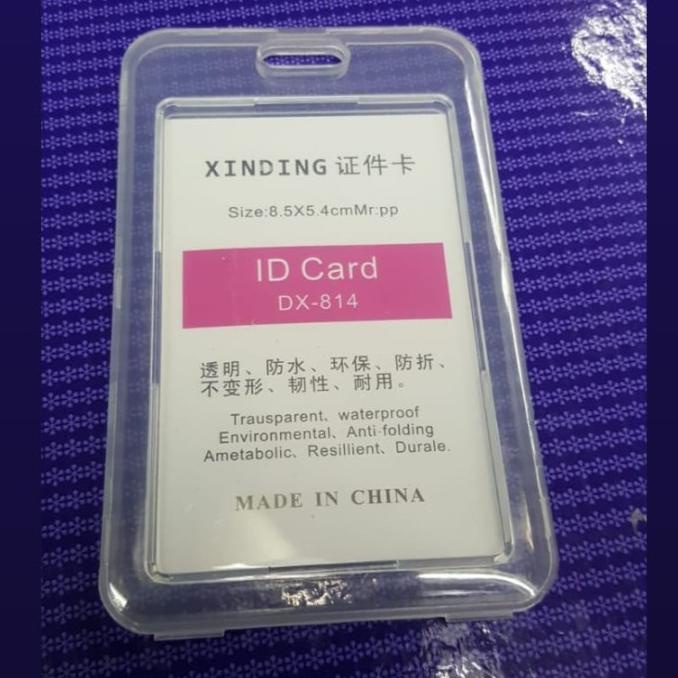 XINDING 证件卡
Size:8.5X5.4cmMr:pp
ID Card
DX-814
透明、防水、环保、防折、
不变形、韧性、耐用。
Trausparent、waterproof
Environmental、Anti-folding
Ametabolic、Resillient、Durale.
MADE IN CHINA